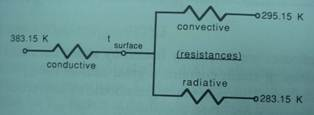 convective
295.15 K
383.15 K
t surface
(resistances)
conductive
radiative
283.15 K